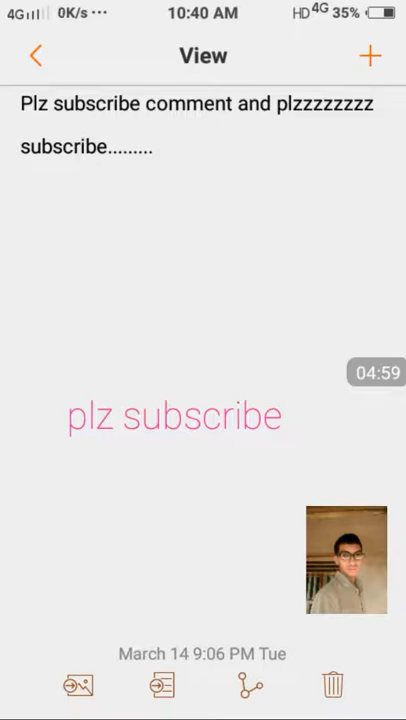 4G 0K/s ··· 10:40 AM HD 4G 35%
View
Plz subscribe comment and plzzzzzzzz
subscribe.........
04:59
plz subscribe
March 14 9:06 PM Tue